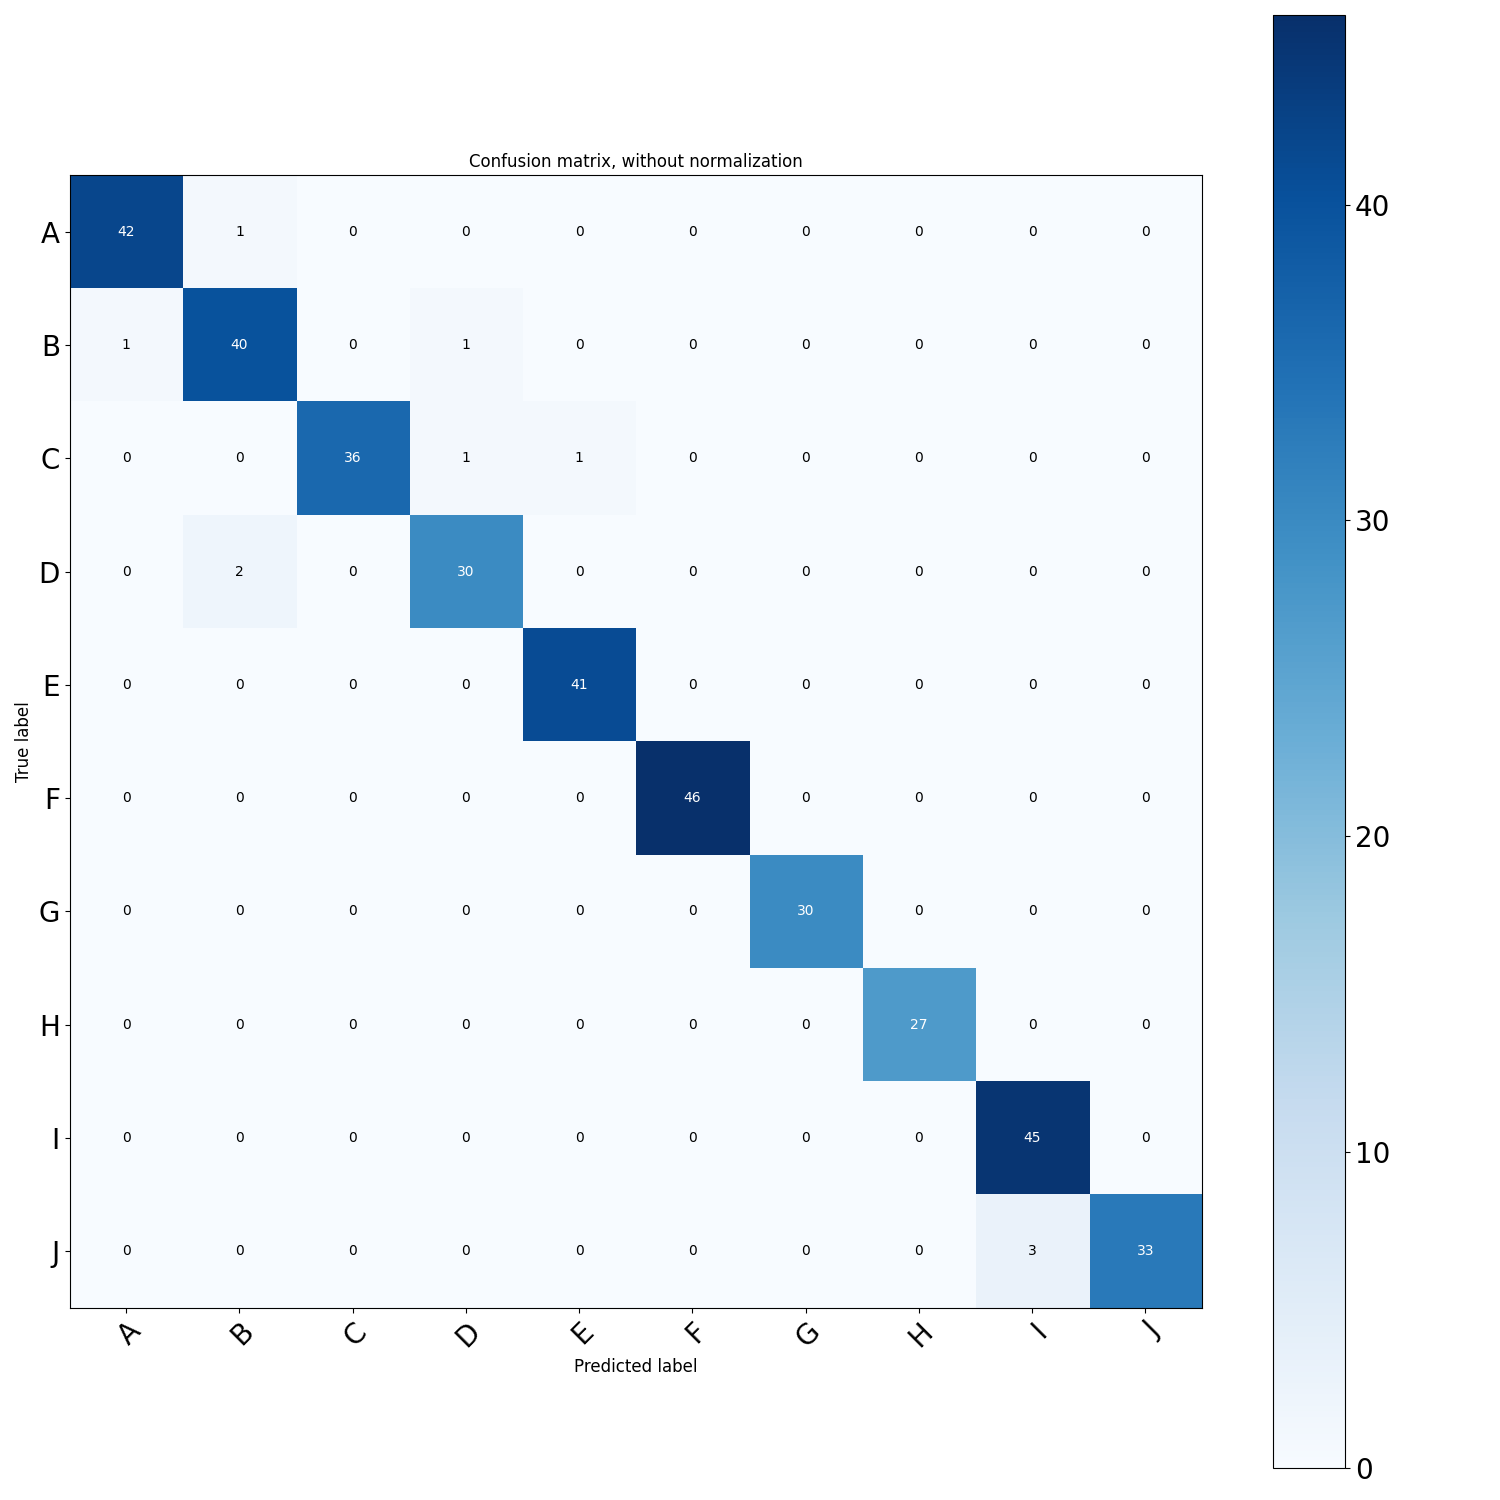 Confusion matrix, without normalization
A 42 1 0 0 0 0 0 0 0 0
B 1 40 0 1 0 0 0 0 0 0
C 0 0 36 1 1 0 0 0 0 0
D 0 2 0 30 0 0 0 0 0 0
E 0 0 0 0 41 0 0 0 0 0
F 0 0 0 0 0 46 0 0 0 0
G 0 0 0 0 0 0 30 0 0 0
H 0 0 0 0 0 0 0 27 0 0
I 0 0 0 0 0 0 0 0 45 0
J 0 0 0 0 0 0 0 0 3 33
A B C D E F G H I J
Predicted label
True label
40
30
20
10
0